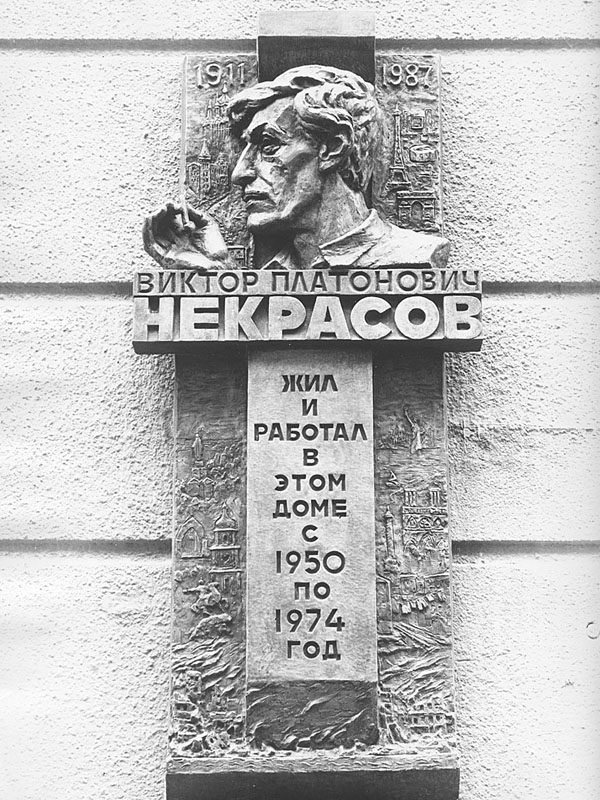 1911 1987
ВИКТОР ПЛАТОНОВИЧ
НЕКРАСОВ
ЖИЛ
И
РАБОТАЛ
В
ЭТОМ
ДОМЕ
С
1950
ПО
1974
ГОД